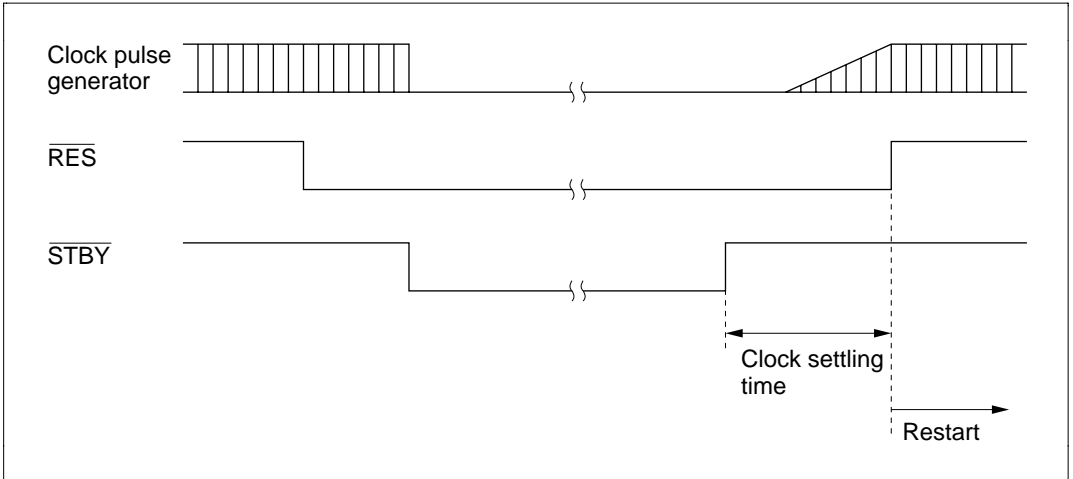 Clock pulse
generator
RES
STBY
Clock settling
time
Restart